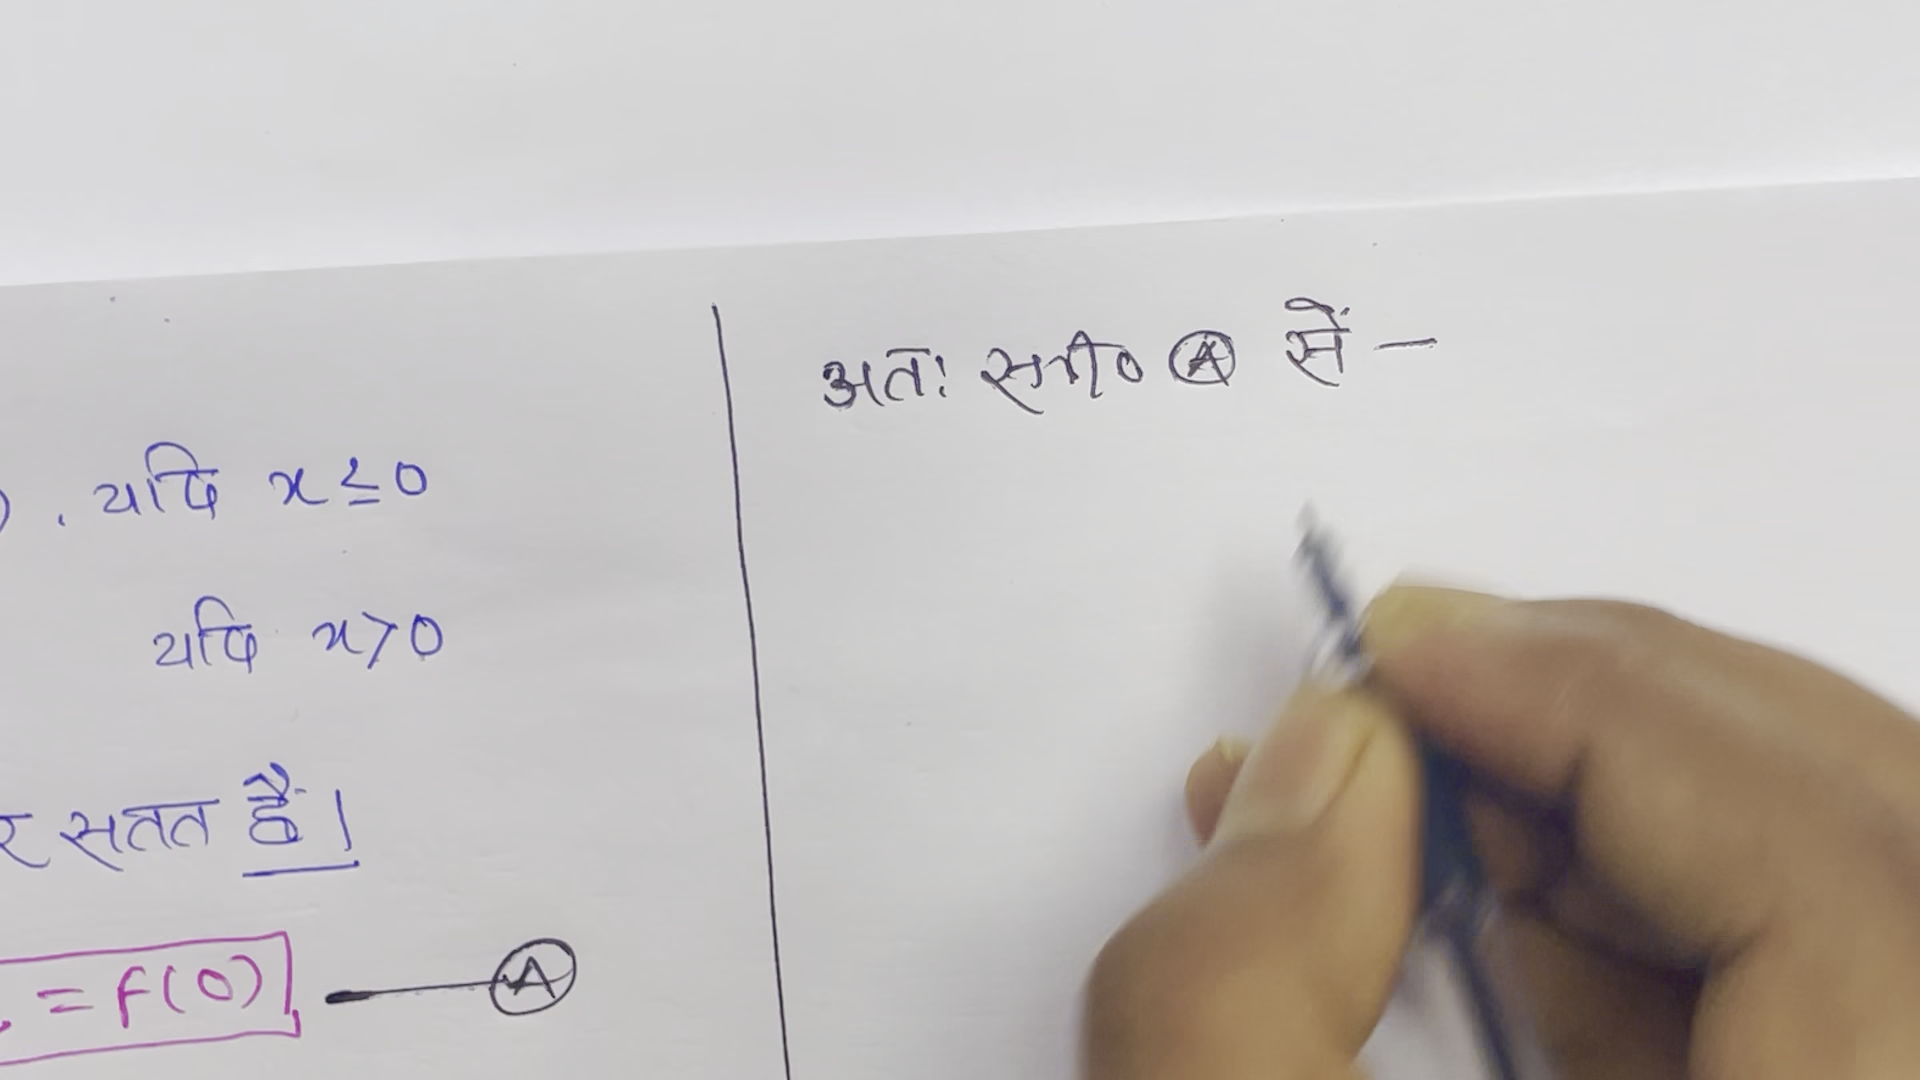 ) , यदि x ≤ 0
यदि x > 0
र सतत हैं।
= f(0) Ⓐ
अतः समी० Ⓐ सें –